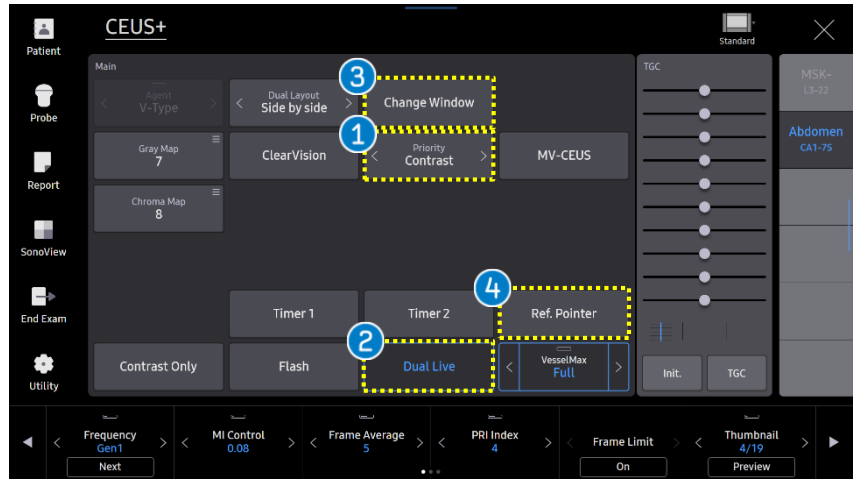 CEUS+
Standard
Patient
Probe
Report
SonoView
End Exam
Utility
Main
Agent
V-Type
Dual Layout
Side by side
3
Change Window
Gray Map
7
ClearVision
1
Priority
Contrast
MV-CEUS
Chroma Map
8
Timer 1
Timer 2
4
Ref. Pointer
Contrast Only
Flash
2
Dual Live
VesselMax
Full
TGC
Init.
TGC
MSK-
L3-22
Abdomen
CA1-7S
Frequency
Gen1
Next
MI Control
0.08
Frame Average
5
PRI Index
4
Frame Limit
On
Thumbnail
4/19
Preview